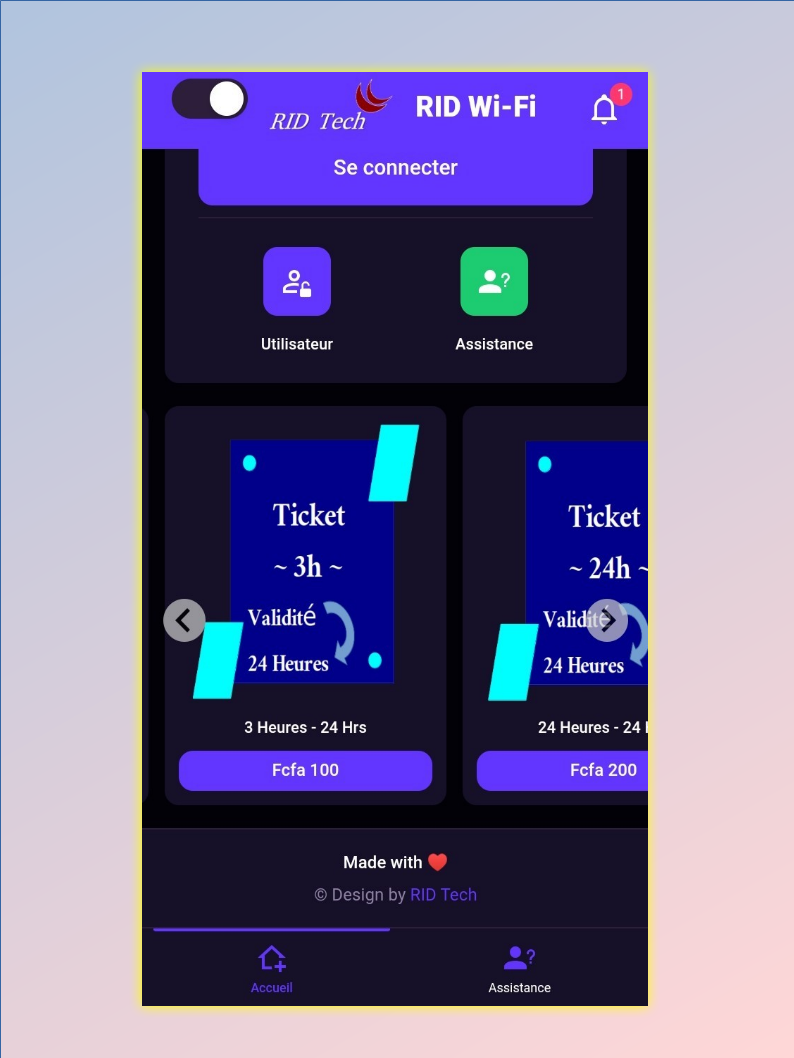 RID Tech
RID Wi-Fi
1
Se connecter
Utilisateur
?
Assistance
Ticket
~ 3h ~
Validité
24 Heures
3 Heures - 24 Hrs
Fcfa 100
Ticket
~ 24h ~
Validité
24 Heures
24 Heures - 24
Fcfa 200
Made with ❤️
© Design by RID Tech
Accueil
?
Assistance